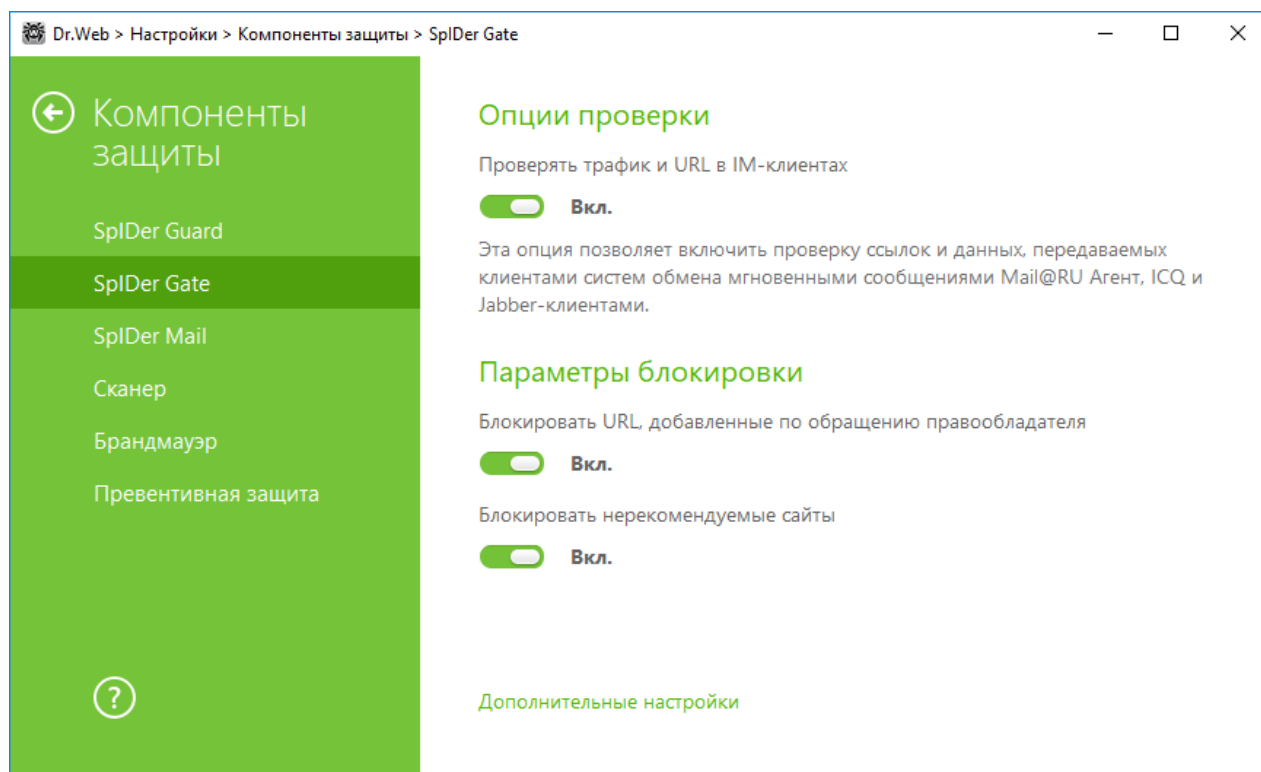 Dr.Web > Настройки > Компоненты защиты > SpIDer Gate
Компоненты
защиты
SpIDer Guard
SpIDer Gate
SpIDer Mail
Сканер
Брандмауэр
Превентивная защита
?
Опции проверки
Проверять трафик и URL в IM-клиентах
Вкл.
Эта опция позволяет включить проверку ссылок и данных, передаваемых
клиентами систем обмена мгновенными сообщениями Mail@RU Агент, ICQ и
Jabber-клиентами.
Параметры блокировки
Блокировать URL, добавленные по обращению правообладателя
Вкл.
Блокировать нерекомендуемые сайты
Вкл.
Дополнительные настройки